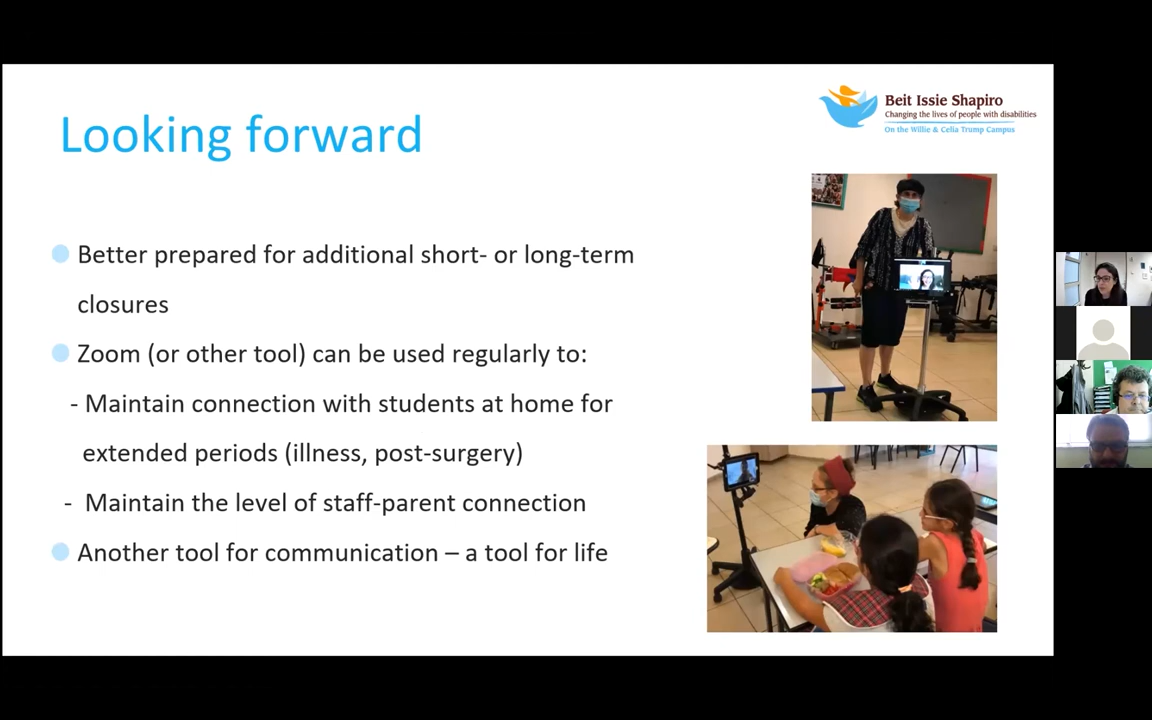 Looking forward
Beit Issie Shapiro
Changing the lives of people with disabilities
On the Willie & Celia Trump Campus
Better prepared for additional short- or long-term
closures
Zoom (or other tool) can be used regularly to:
- Maintain connection with students at home for
extended periods (illness, post-surgery)
- Maintain the level of staff-parent connection
Another tool for communication – a tool for life